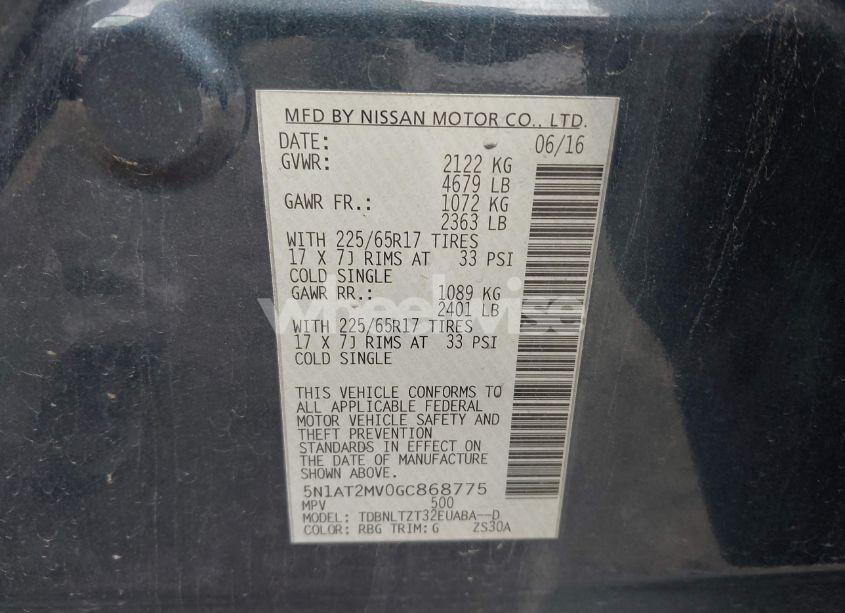 MFD BY NISSAN MOTOR CO., LTD.
DATE: 06/16
GVWR: 2122 KG
4679 LB
GAWR FR.: 1072 KG
2363 LB
WITH 225/65R17 TIRES
17 X 7J RIMS AT 33 PSI
COLD SINGLE
GAWR RR.: 1089 KG
2401 LB
WITH 225/65R17 TIRES
17 X 7J RIMS AT 33 PSI
COLD SINGLE
THIS VEHICLE CONFORMS TO
ALL APPLICABLE FEDERAL
MOTOR VEHICLE SAFETY AND
THEFT PREVENTION
STANDARDS IN EFFECT ON
THE DATE OF MANUFACTURE
SHOWN ABOVE.
5N1AT2MV0GC868775
MPV 500
MODEL: TDBNLTZT32EUABA--D
COLOR: RBG TRIM:G ZS30A
wheelwise